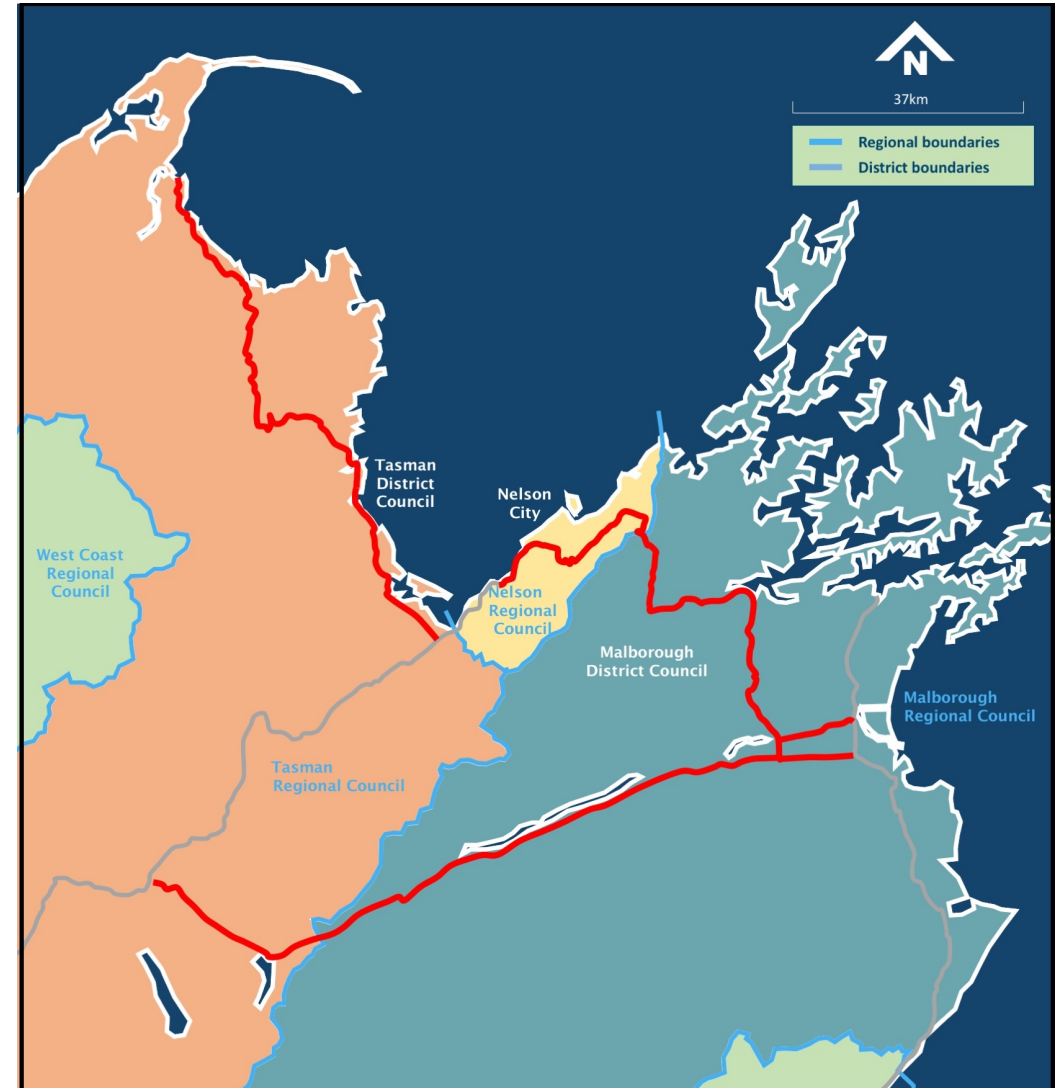 N
37km
Regional boundaries
District boundaries
Tasman
District
Council
Nelson
City
West Coast
Regional
Council
Nelson
Regional
Council
Malborough
District Council
Malborough
Regional Council
Tasman
Regional Council